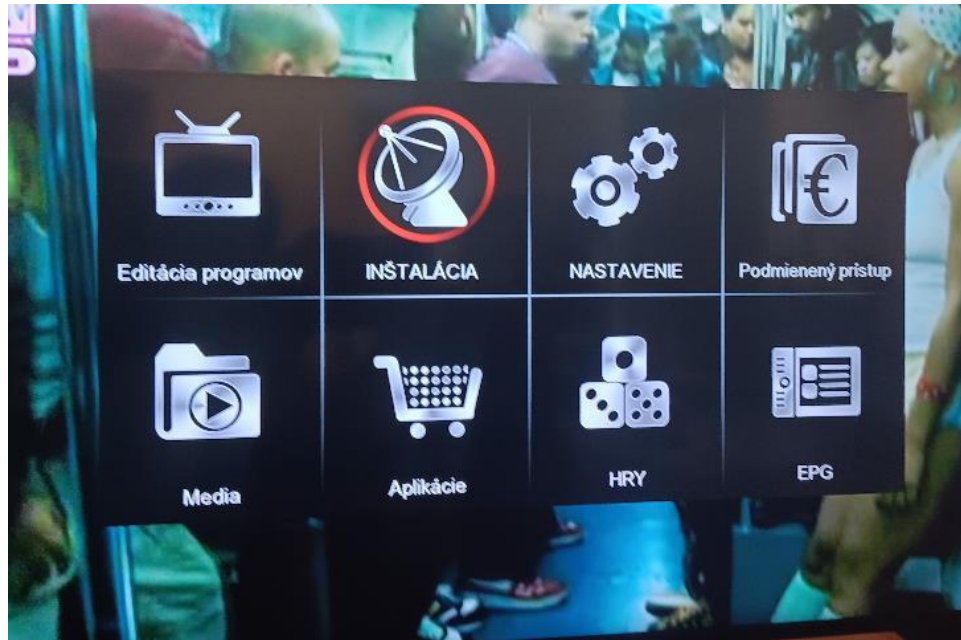 Editácia programov
INŠTALÁCIA
NASTAVENIE
Podmienený prístup
Media
Aplikácie
HRY
EPG